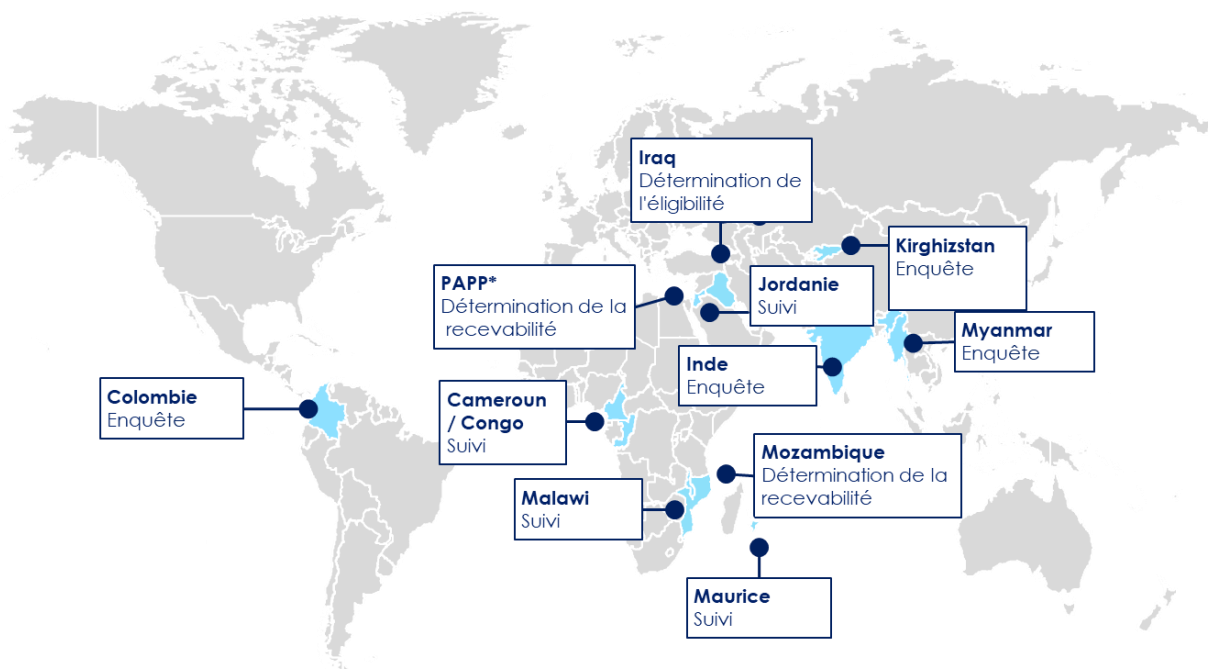 Iraq
Détermination de
l'éligibilité
Kirghizstan
Enquête
PAPP*
Détermination de la
recevabilité
Jordanie
Suivi
Myanmar
Enquête
Inde
Enquête
Colombie
Enquête
Cameroun
/ Congo
Suivi
Mozambique
Détermination de la
recevabilité
Malawi
Suivi
Maurice
Suivi